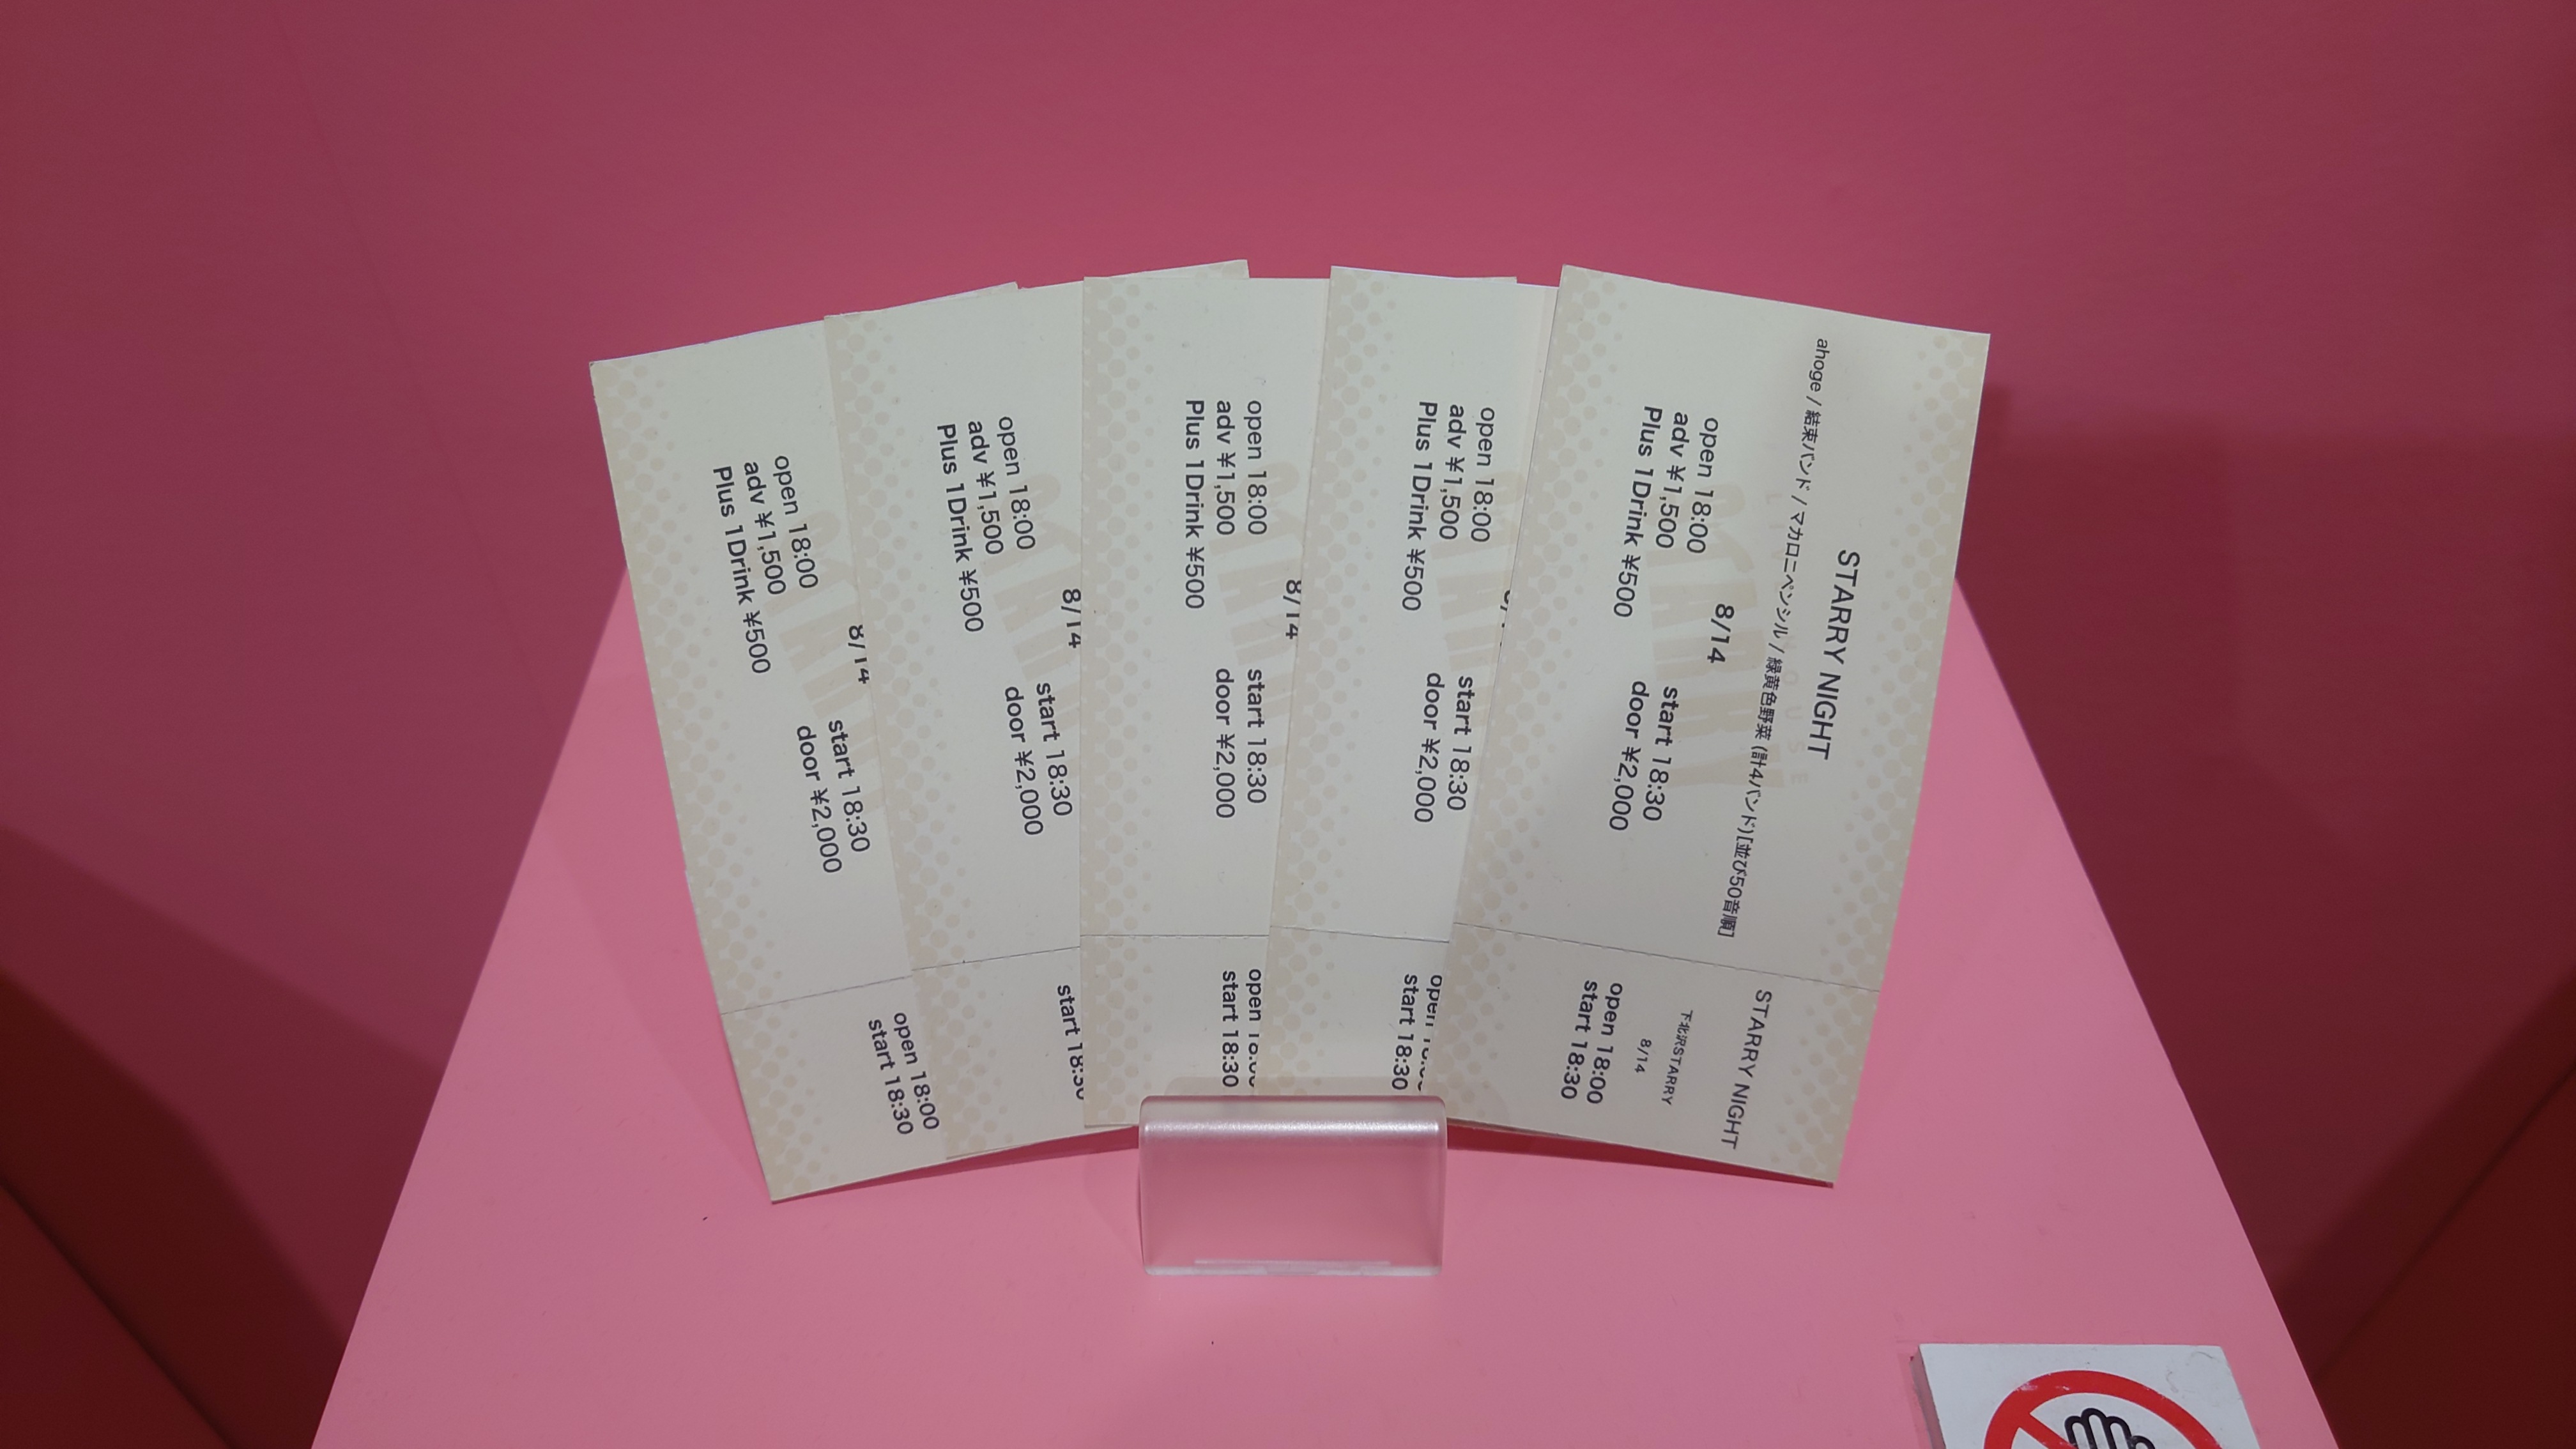 open 18:00
start 18:30
adv ¥1,500
door ¥2,000
Plus 1Drink ¥500
8/14
open 18:00
start 18:30
open 18:00
start 18:30
adv ¥1,500
door ¥2,000
Plus 1Drink ¥500
8/14
start 18:30
open 18:00
start 18:30
adv ¥1,500
door ¥2,000
Plus 1Drink ¥500
8/14
open
start 18:30
open 18:00
start 18:30
adv ¥1,500
door ¥2,000
Plus 1Drink ¥500
open
start 18:30
STARRY NIGHT
ahoge / 結束バンド / マカロニペンシル / 緑黄色野菜 (計4バンド)[並び50音順]
8/14
open 18:00
start 18:30
adv ¥1,500
door ¥2,000
Plus 1Drink ¥500
STARRY NIGHT
下北沢STARRY
8/14
open 18:00
start 18:30